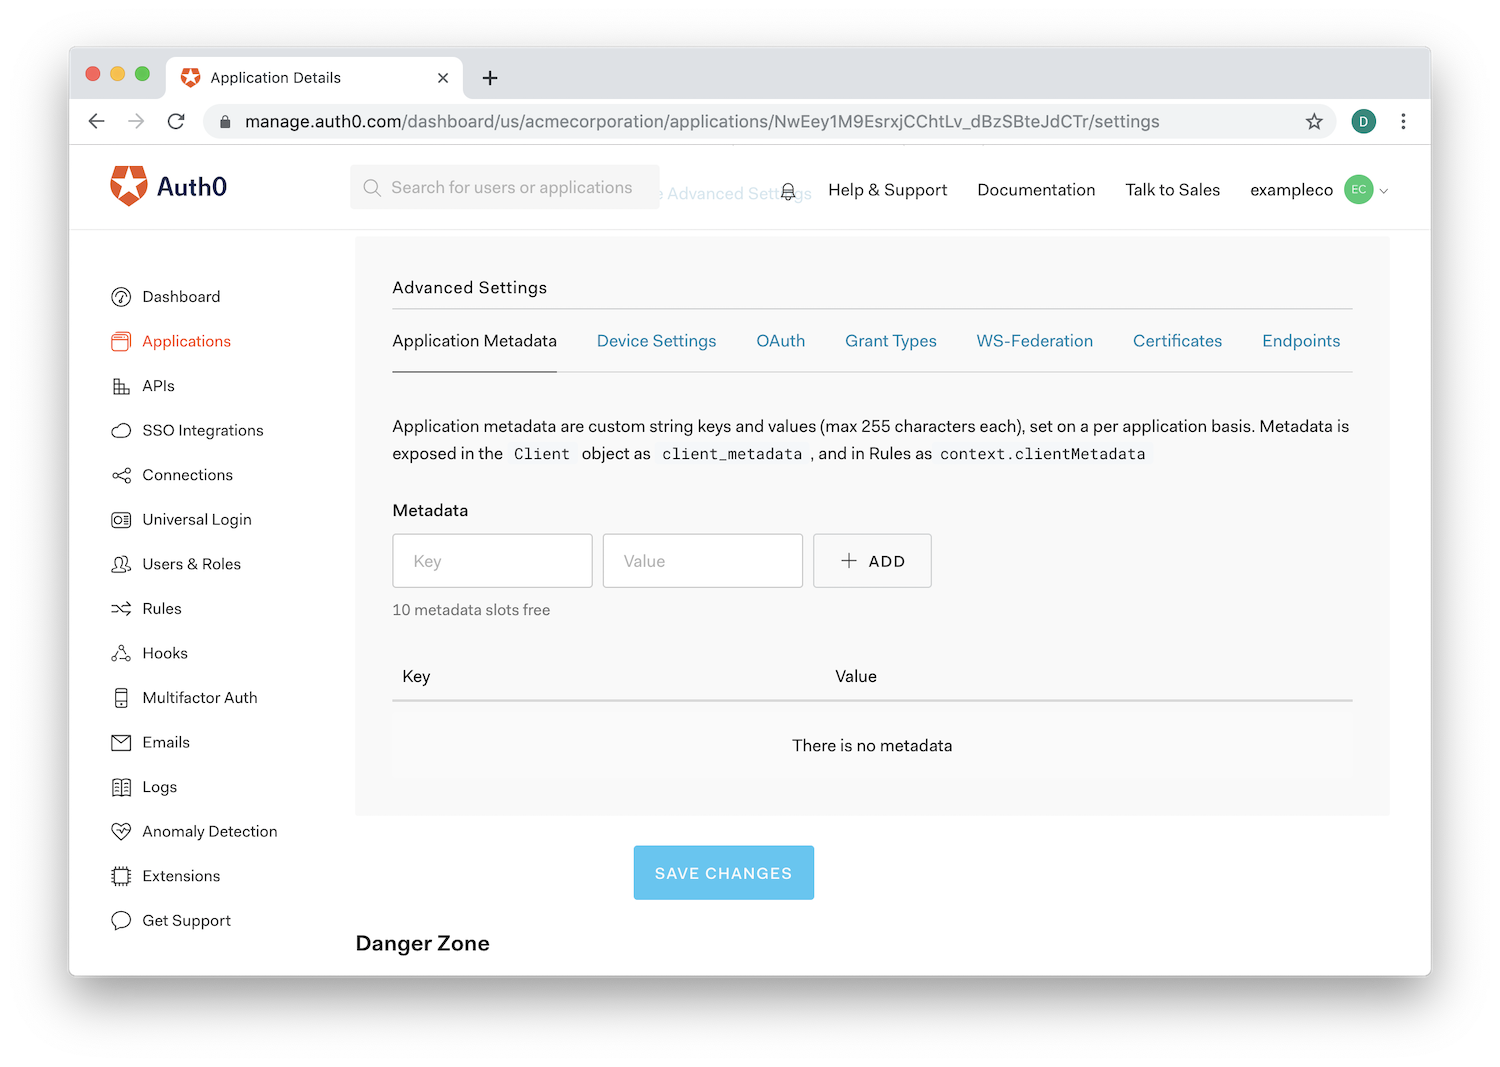 Application Details
manage.auth0.com/dashboard/us/acmecorporation/applications/NwEey1M9EsrxjCChtLv_dBzSBteJdCTr/settings
D
Auth0
Search for users or applications
e Advanced Settings
Help & Support
Documentation
Talk to Sales
exampleco
EC
Dashboard
Applications
APIs
SSO Integrations
Connections
Universal Login
Users & Roles
Rules
Hooks
Multifactor Auth
Emails
Logs
Anomaly Detection
Extensions
Get Support
Advanced Settings
Application Metadata
Device Settings
OAuth
Grant Types
WS-Federation
Certificates
Endpoints
Application metadata are custom string keys and values (max 255 characters each), set on a per application basis. Metadata is
exposed in the Client object as client_metadata , and in Rules as context.clientMetadata
Metadata
Key
Value
ADD
10 metadata slots free
Key Value
There is no metadata
SAVE CHANGES
Danger Zone